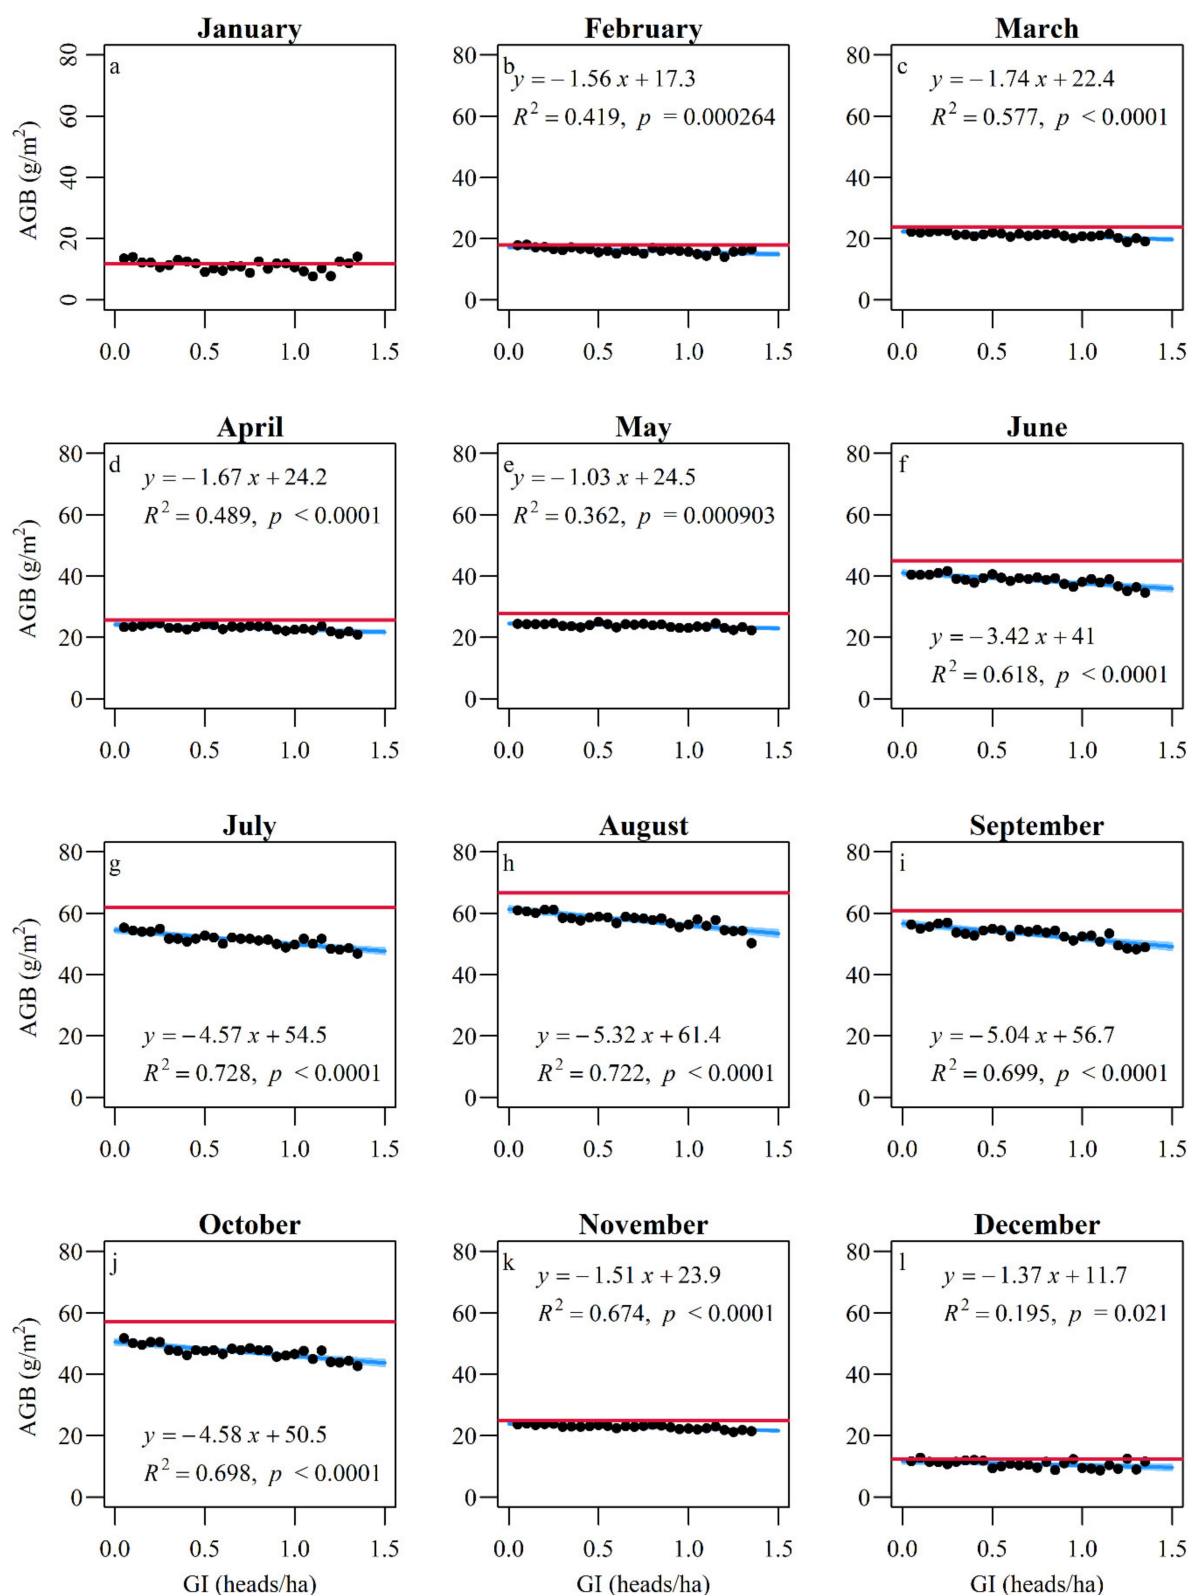 January
February
March
a
b
c
y = −1.56 x + 17.3
R² = 0.419, p = 0.000264
y = −1.74 x + 22.4
R² = 0.577, p < 0.0001
AGB (g/m²)
80
60
40
20
0
80
60
40
20
0
80
60
40
20
0
0.0 0.5 1.0 1.5
0.0 0.5 1.0 1.5
0.0 0.5 1.0 1.5
April
May
June
d
e
f
y = −1.67 x + 24.2
R² = 0.489, p < 0.0001
y = −1.03 x + 24.5
R² = 0.362, p = 0.000903
y = −3.42 x + 41
R² = 0.618, p < 0.0001
AGB (g/m²)
80
60
40
20
0
80
60
40
20
0
80
60
40
20
0
0.0 0.5 1.0 1.5
0.0 0.5 1.0 1.5
0.0 0.5 1.0 1.5
July
August
September
g
h
i
y = −4.57 x + 54.5
R² = 0.728, p < 0.0001
y = −5.32 x + 61.4
R² = 0.722, p < 0.0001
y = −5.04 x + 56.7
R² = 0.699, p < 0.0001
AGB (g/m²)
80
60
40
20
0
80
60
40
20
0
80
60
40
20
0
0.0 0.5 1.0 1.5
0.0 0.5 1.0 1.5
0.0 0.5 1.0 1.5
October
November
December
j
k
l
y = −4.58 x + 50.5
R² = 0.698, p < 0.0001
y = −1.51 x + 23.9
R² = 0.674, p < 0.0001
y = −1.37 x + 11.7
R² = 0.195, p = 0.021
AGB (g/m²)
80
60
40
20
0
80
60
40
20
0
80
60
40
20
0
0.0 0.5 1.0 1.5
0.0 0.5 1.0 1.5
0.0 0.5 1.0 1.5
GI (heads/ha)
GI (heads/ha)
GI (heads/ha)